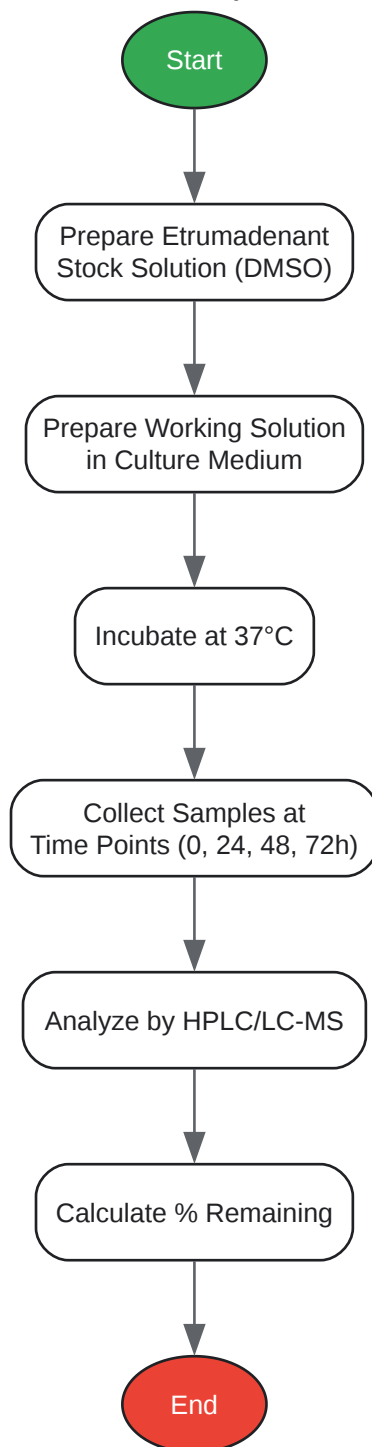 Start
Prepare Etrumadenant
Stock Solution (DMSO)
Prepare Working Solution
in Culture Medium
Incubate at 37°C
Collect Samples at
Time Points (0, 24, 48, 72h)
Analyze by HPLC/LC-MS
Calculate % Remaining
End